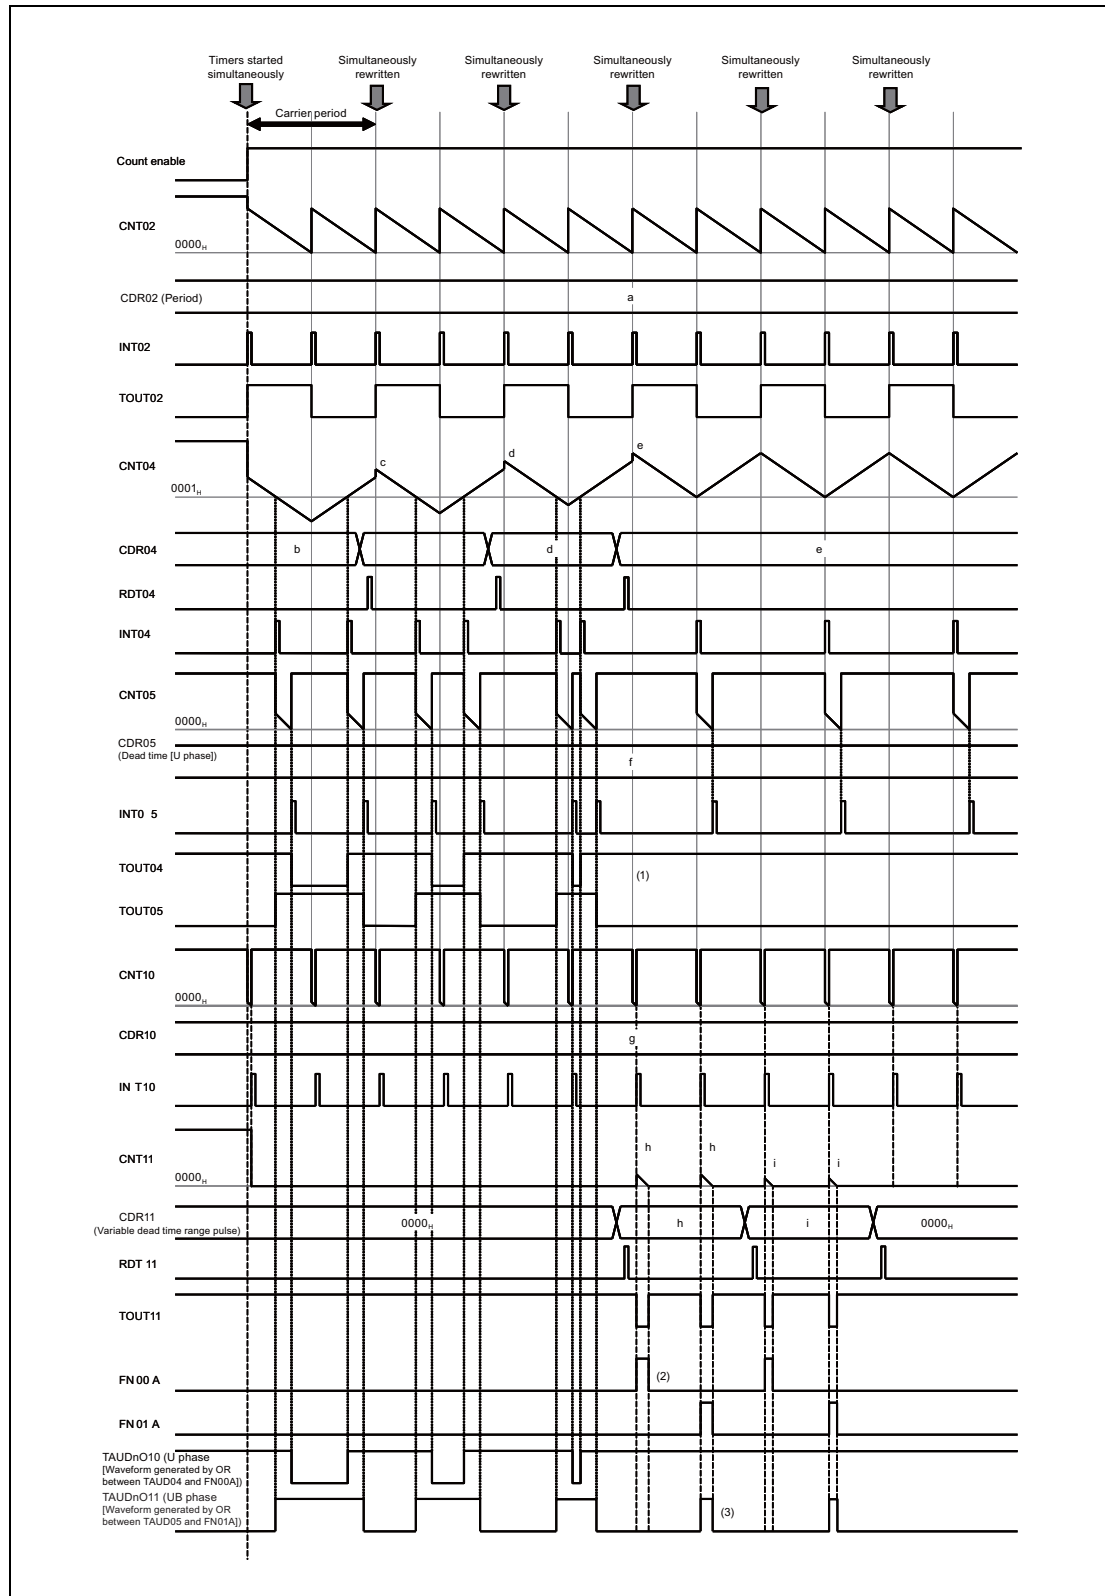 Timers started
simultaneously
Simultaneously
rewritten
Simultaneously
rewritten
Simultaneously
rewritten
Simultaneously
rewritten
Simultaneously
rewritten
Carrier period
Count enable
CNT02
0000H
CDR02 (Period)
a
INT02
TOUT02
CNT04
c
d
e
0001H
CDR04
b
d
e
RDT04
INT04
CNT05
0000H
CDR05
(Dead time [U phase])
f
INT0 5
TOUT04
(1)
TOUT05
CNT10
0000H
CDR10
g
IN T10
CNT11
h
h
i
i
0000H
CDR11
(Variable dead time range pulse)
0000H
h
i
0000H
RDT 11
TOUT11
FN 00 A
(2)
FN 01 A
TAUDnO10 (U phase
[Waveform generated by OR
between TAUD04 and FN00A])
TAUDnO11 (UB phase
[Waveform generated by OR
between TAUD05 and FN01A])
(3)